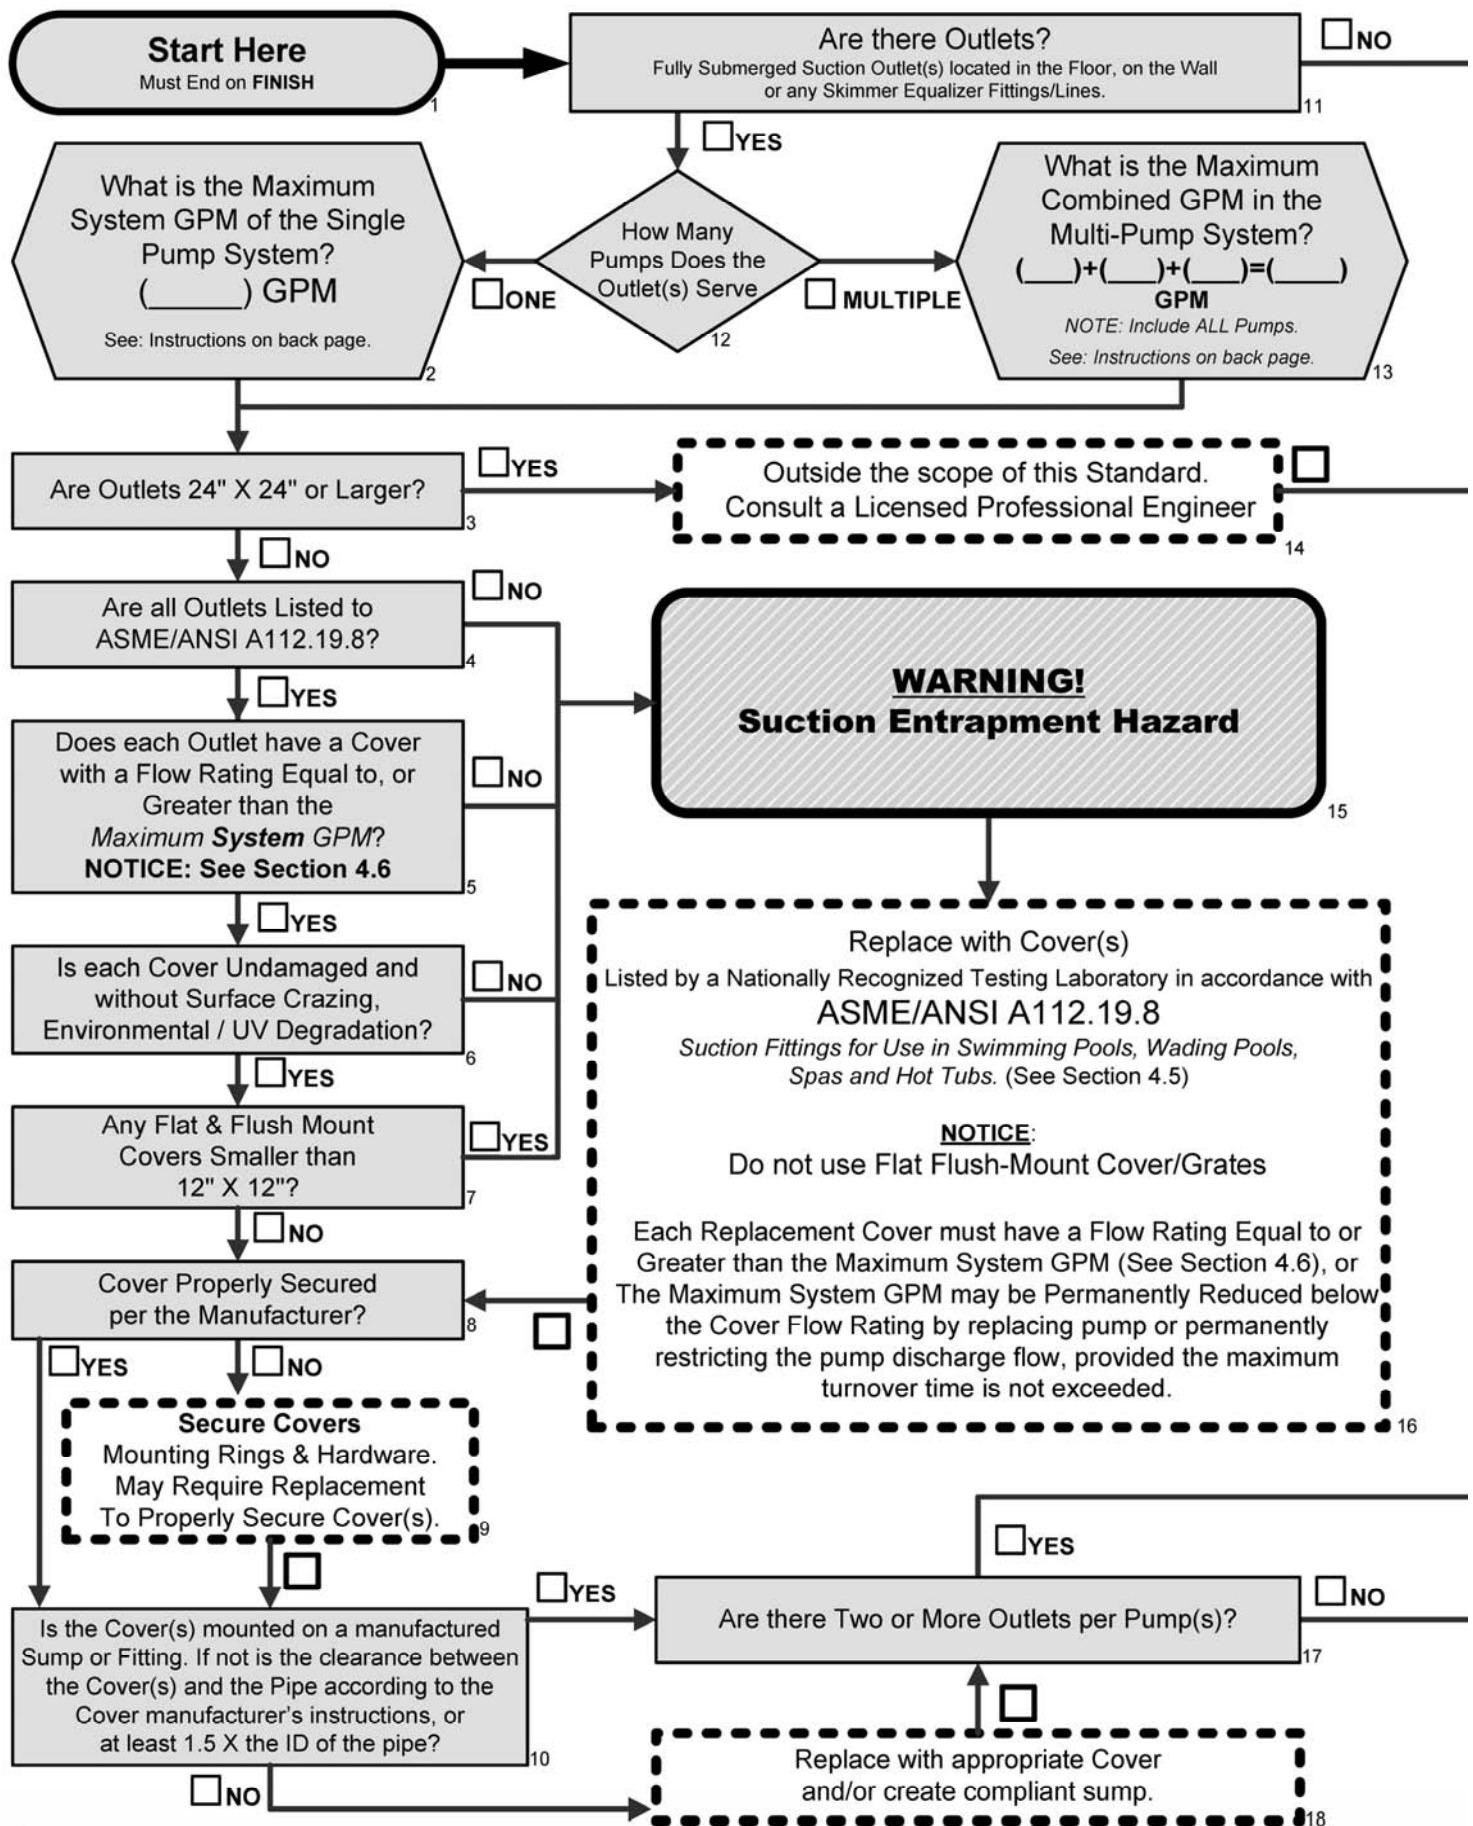 Start Here
Must End on FINISH
1
Are there Outlets?
Fully Submerged Suction Outlet(s) located in the Floor, on the Wall
or any Skimmer Equalizer Fittings/Lines.
11
NO
YES
What is the Maximum
System GPM of the Single
Pump System?
(_____) GPM
See: Instructions on back page.
2
How Many
Pumps Does the
Outlet(s) Serve
12
ONE
MULTIPLE
What is the Maximum
Combined GPM in the
Multi-Pump System?
(___)+(___)+(___)=(____)
GPM
NOTE: Include ALL Pumps.
See: Instructions on back page.
13
Are Outlets 24" X 24" or Larger?
3
YES
NO
Outside the scope of this Standard.
Consult a Licensed Professional Engineer
14
Are all Outlets Listed to
ASME/ANSI A112.19.8?
4
NO
YES
WARNING!
Suction Entrapment Hazard
15
Does each Outlet have a Cover
with a Flow Rating Equal to, or
Greater than the
Maximum System GPM?
NOTICE: See Section 4.6
5
NO
YES
Is each Cover Undamaged and
without Surface Crazing,
Environmental / UV Degradation?
6
NO
YES
Any Flat & Flush Mount
Covers Smaller than
12" X 12"?
7
YES
NO
Replace with Cover(s)
Listed by a Nationally Recognized Testing Laboratory in accordance with
ASME/ANSI A112.19.8
Suction Fittings for Use in Swimming Pools, Wading Pools,
Spas and Hot Tubs. (See Section 4.5)
NOTICE:
Do not use Flat Flush-Mount Cover/Grates
Each Replacement Cover must have a Flow Rating Equal to or
Greater than the Maximum System GPM (See Section 4.6), or
The Maximum System GPM may be Permanently Reduced below
the Cover Flow Rating by replacing pump or permanently
restricting the pump discharge flow, provided the maximum
turnover time is not exceeded.
16
Cover Properly Secured
per the Manufacturer?
8
YES
NO
Secure Covers
Mounting Rings & Hardware.
May Require Replacement
To Properly Secure Cover(s).
9
Is the Cover(s) mounted on a manufactured
Sump or Fitting. If not is the clearance between
the Cover(s) and the Pipe according to the
Cover manufacturer's instructions, or
at least 1.5 X the ID of the pipe?
10
YES
NO
Are there Two or More Outlets per Pump(s)?
17
YES
NO
Replace with appropriate Cover
and/or create compliant sump.
18